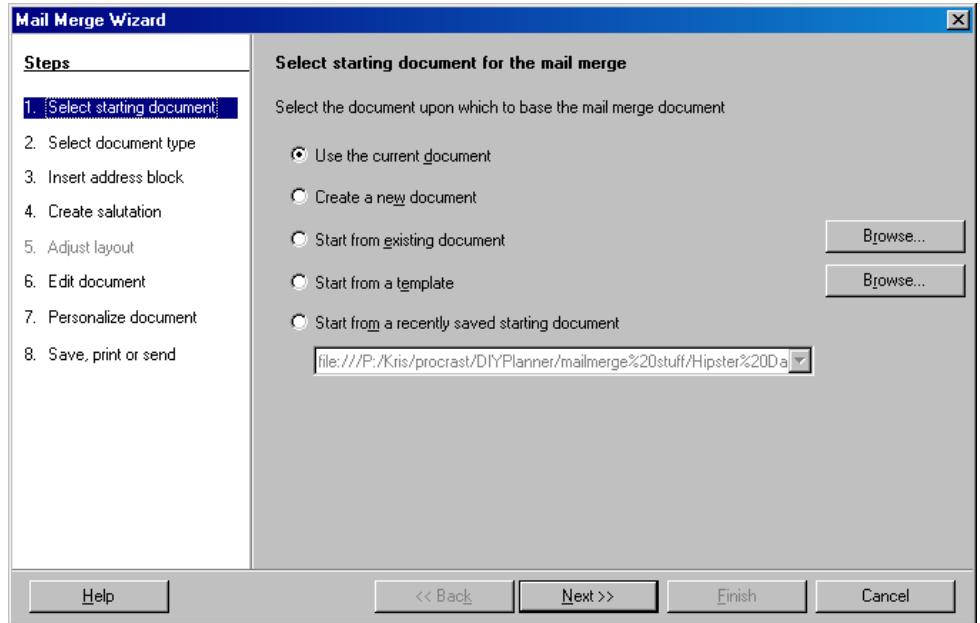 Mail Merge Wizard
Steps
1. Select starting document
2. Select document type
3. Insert address block
4. Create salutation
5. Adjust layout
6. Edit document
7. Personalize document
8. Save, print or send
Select starting document for the mail merge
Select the document upon which to base the mail merge document
Use the current document
Create a new document
Start from existing document
Browse...
Start from a template
Browse...
Start from a recently saved starting document
file:///P:/Kris/procrast/DIYPlanner/mailmerge%20stuff/Hipster%20Da
Help
<< Back
Next >>
Finish
Cancel